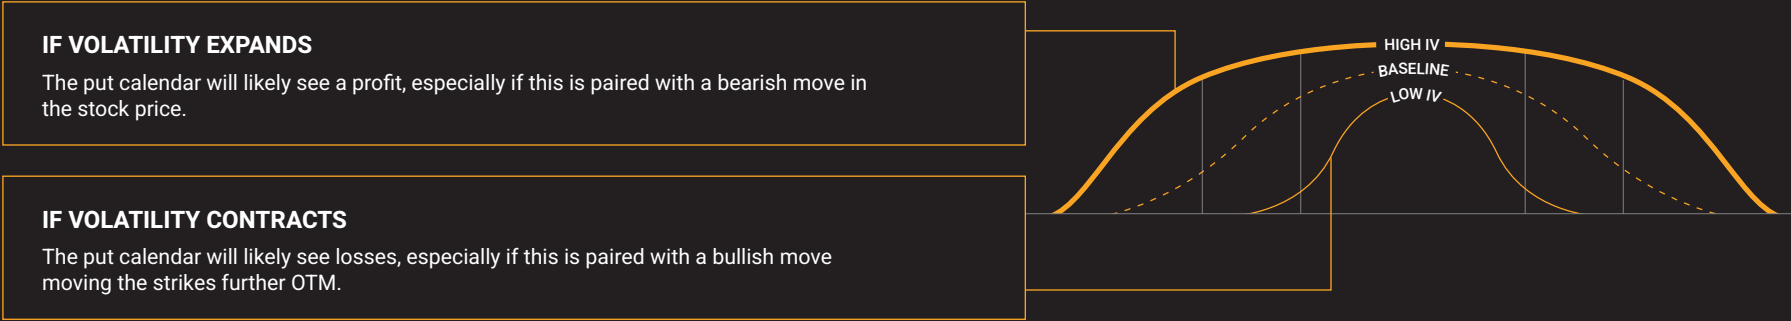 IF VOLATILITY EXPANDS
The put calendar will likely see a profit, especially if this is paired with a bearish move in
the stock price.
IF VOLATILITY CONTRACTS
The put calendar will likely see losses, especially if this is paired with a bullish move
moving the strikes further OTM.
HIGH IV
BASELINE
LOW IV